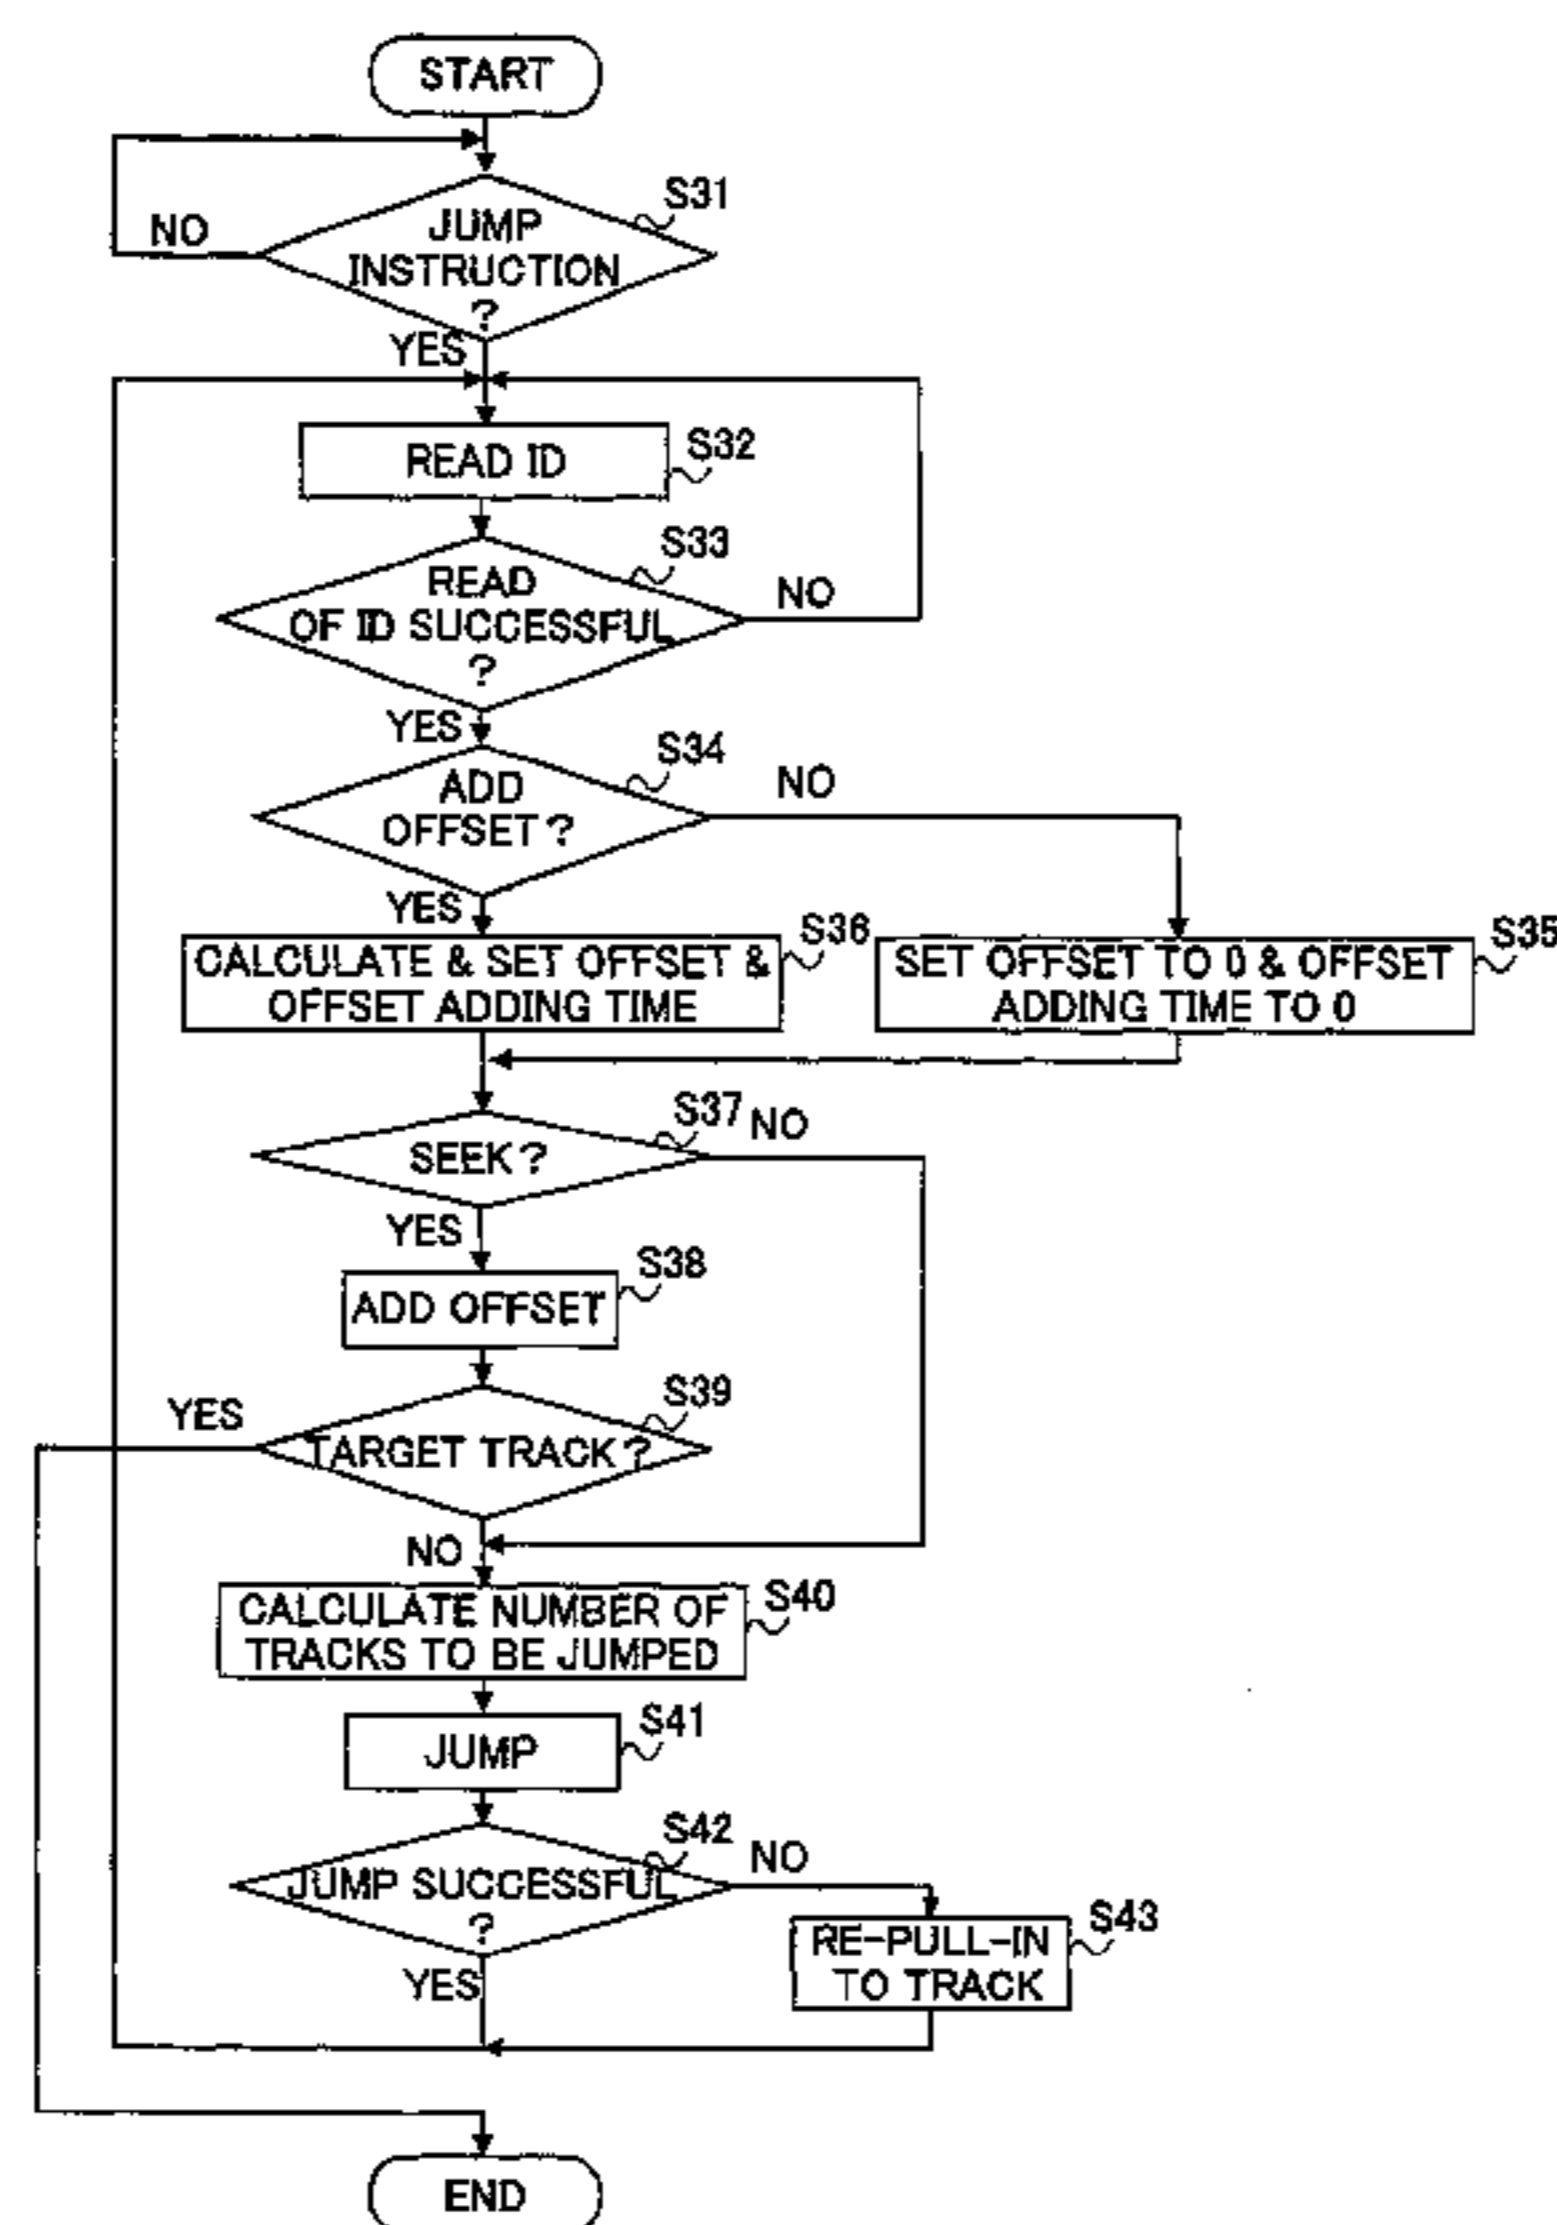 START
S31
NO
JUMP
INSTRUCTION
?
YES
READ ID
S32
S33
READ
OF ID SUCCESSFUL
?
NO
YES
S34
ADD
OFFSET?
NO
YES
S36
CALCULATE & SET OFFSET &
OFFSET ADDING TIME
S35
SET OFFSET TO 0 & OFFSET
ADDING TIME TO 0
S37
NO
SEEK?
YES
S38
ADD OFFSET
S39
YES
TARGET TRACK?
NO
S40
CALCULATE NUMBER OF
TRACKS TO BE JUMPED
S41
JUMP
S42
NO
JUMP SUCCESSFUL
?
YES
S43
RE-PULL-IN
TO TRACK
END